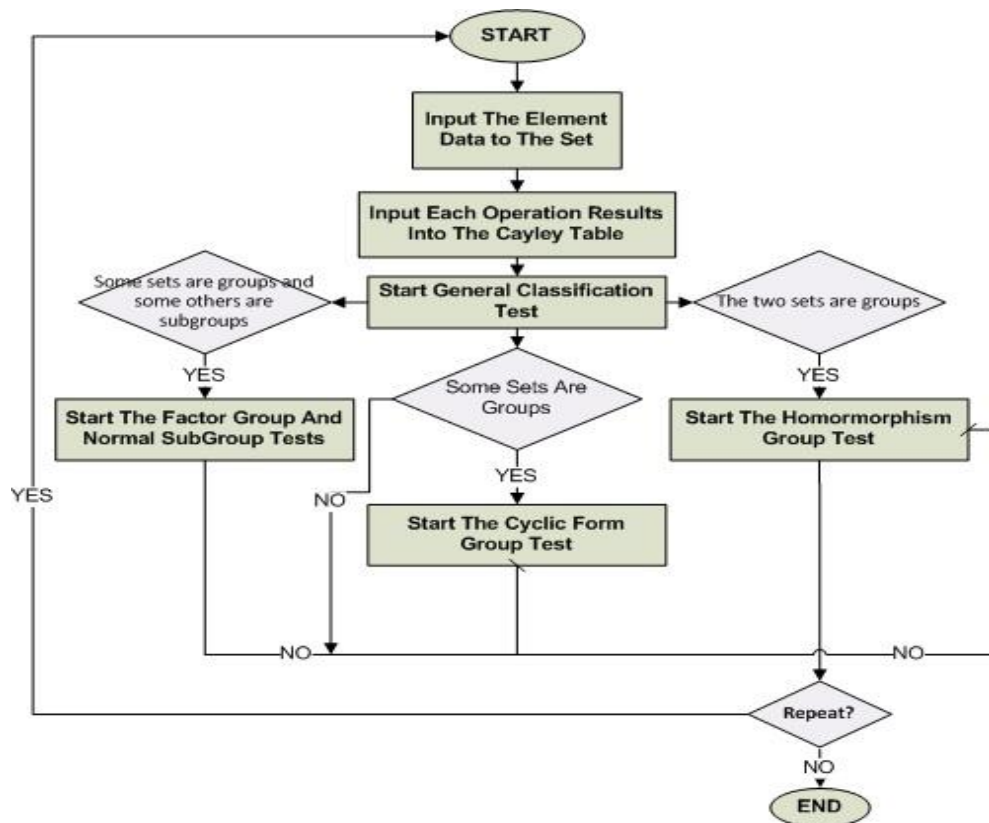 START
Input The Element
Data to The Set
Input Each Operation Results
Into The Cayley Table
Some sets are groups and
some others are
subgroups
Start General Classification
Test
The two sets are groups
YES
Some Sets Are
Groups
YES
Start The Factor Group And
Normal SubGroup Tests
Start The Homormorphism
Group Test
YES
YES
NO
Start The Cyclic Form
Group Test
NO
NO
Repeat?
NO
END